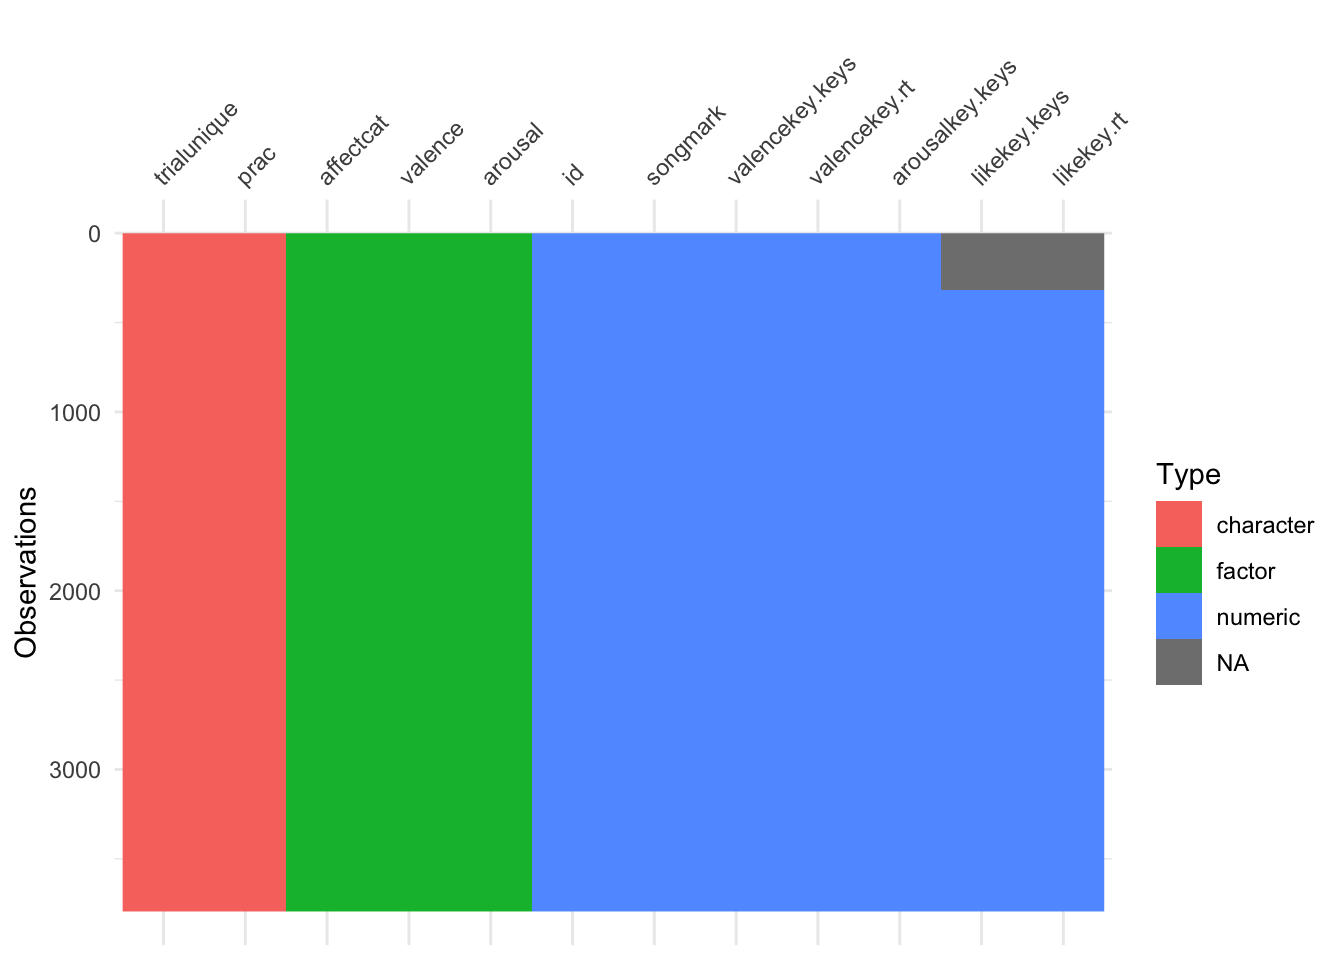 trialunique
prac
affectcat
valence
arousal
id
songmark
valencekey.keys
valencekey.rt
arousalkey.keys
likekey.keys
likekey.rt
0
1000
2000
3000
Observations
Type
character
factor
numeric
NA